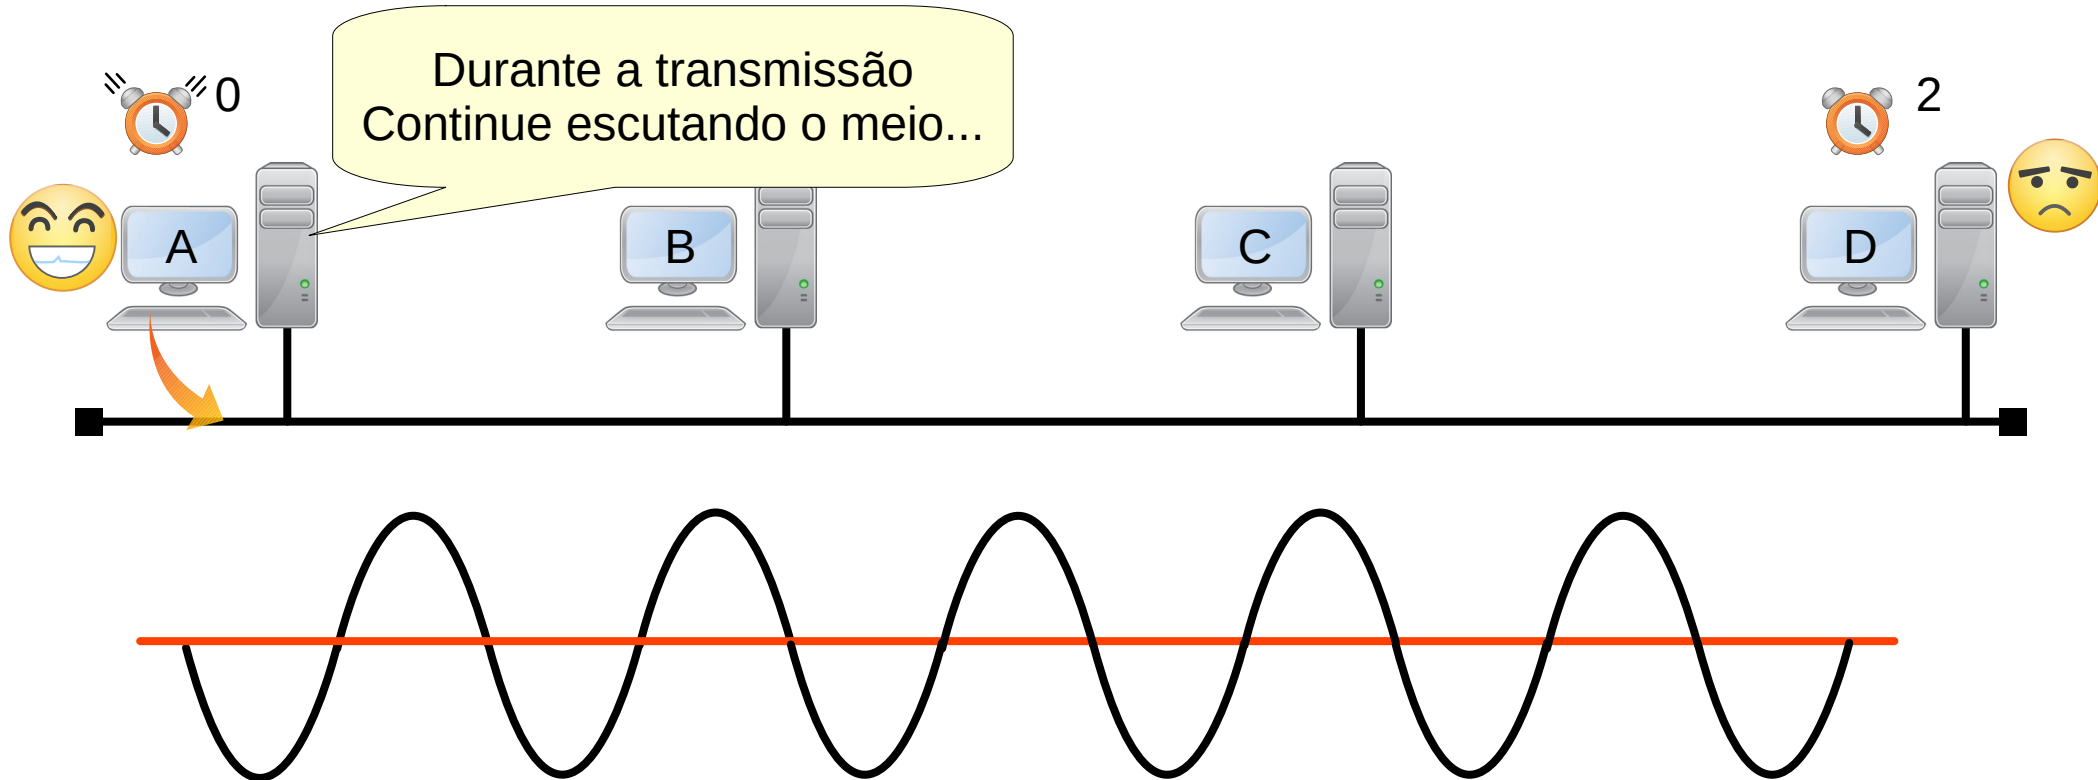 Durante a transmissão
Continue escutando o meio...
0
2
A
B
C
D